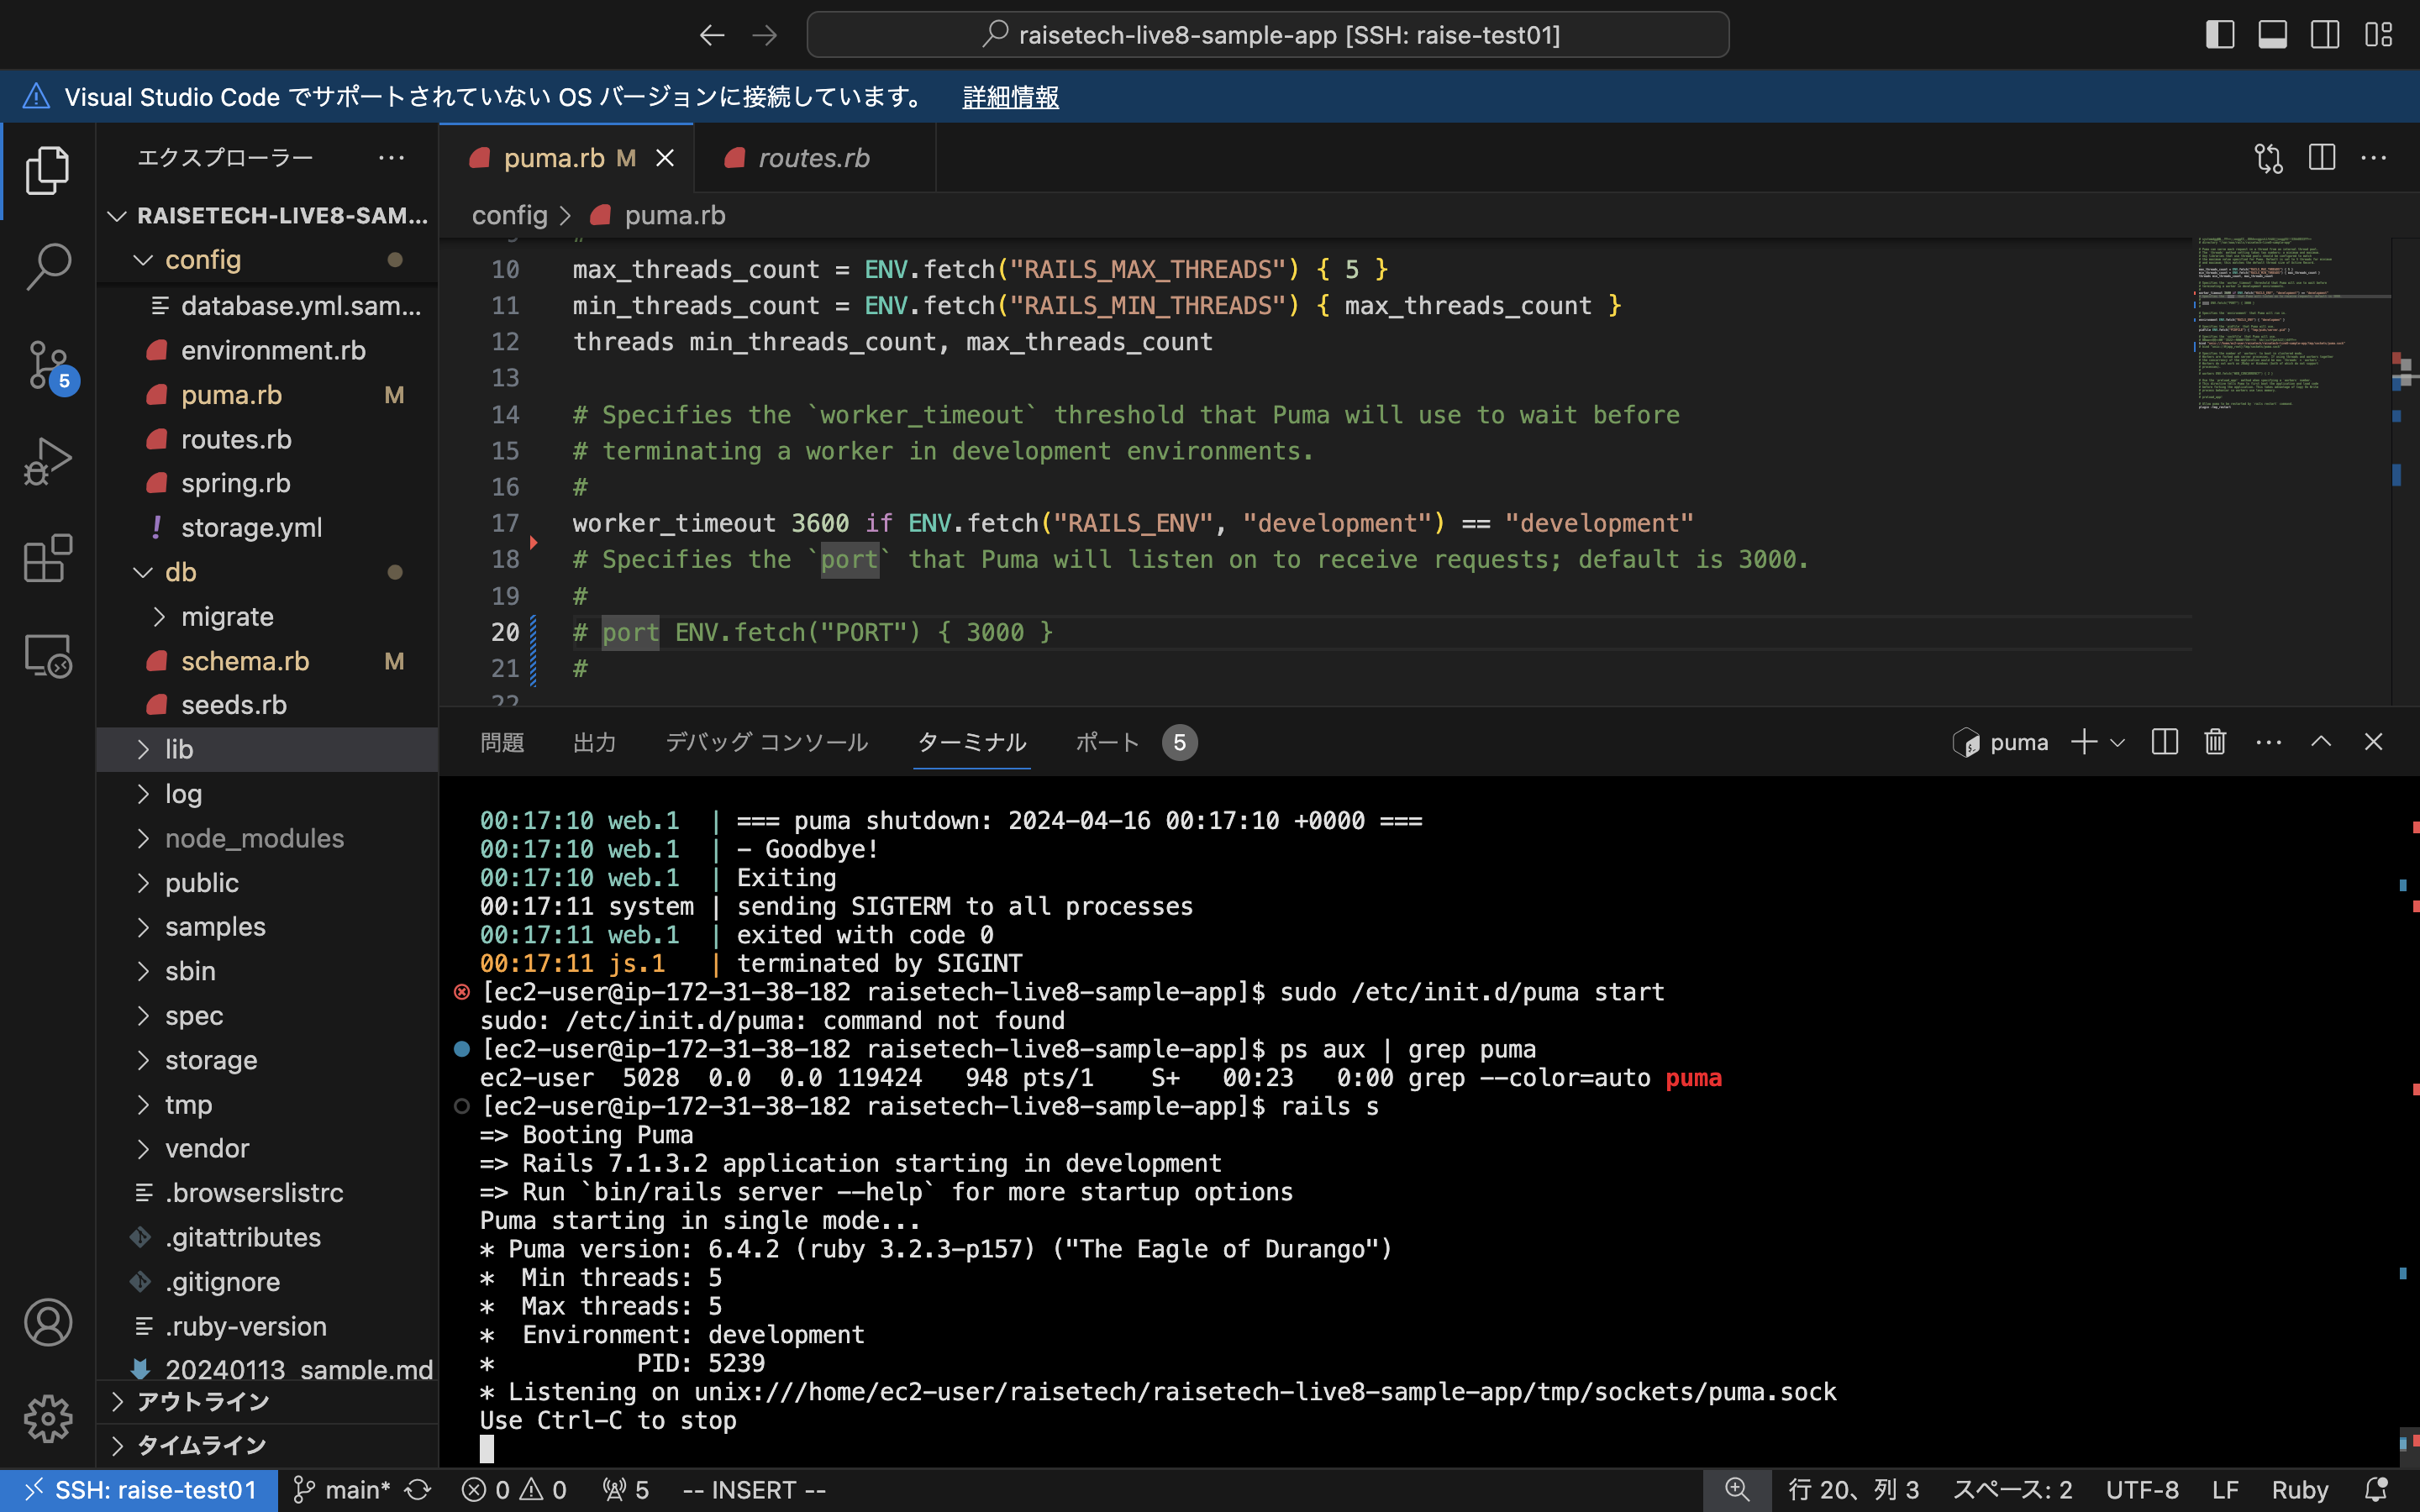 raisetech-live8-sample-app [SSH: raise-test01]
Visual Studio Code でサポートされていない OS バージョンに接続しています。 詳細情報
エクスプローラー
RAISETECH-LIVE8-SAM...
config
database.yml.sam...
environment.rb
puma.rb M
routes.rb
spring.rb
storage.yml
db
migrate
schema.rb M
seeds.rb
lib
log
node_modules
public
samples
sbin
spec
storage
tmp
vendor
.browserslistrc
.gitattributes
.gitignore
.ruby-version
20240113_sample.md
アウトライン
タイムライン
puma.rb M
routes.rb
config > puma.rb
10 max_threads_count = ENV.fetch("RAILS_MAX_THREADS") { 5 }
11 min_threads_count = ENV.fetch("RAILS_MIN_THREADS") { max_threads_count }
12 threads min_threads_count, max_threads_count
13
14 # Specifies the `worker_timeout` threshold that Puma will use to wait before
15 # terminating a worker in development environments.
16 #
17 worker_timeout 3600 if ENV.fetch("RAILS_ENV", "development") == "development"
18 # Specifies the `port` that Puma will listen on to receive requests; default is 3000.
19 #
20 # port ENV.fetch("PORT") { 3000 }
21 #
22
問題 出力 デバッグ コンソール ターミナル ポート 5
puma
00:17:10 web.1  | === puma shutdown: 2024-04-16 00:17:10 +0000 ===
00:17:10 web.1  | - Goodbye!
00:17:10 web.1  | Exiting
00:17:11 system | sending SIGTERM to all processes
00:17:11 web.1  | exited with code 0
00:17:11 js.1   | terminated by SIGINT
[ec2-user@ip-172-31-38-182 raisetech-live8-sample-app]$ sudo /etc/init.d/puma start
sudo: /etc/init.d/puma: command not found
[ec2-user@ip-172-31-38-182 raisetech-live8-sample-app]$ ps aux | grep puma
ec2-user  5028  0.0  0.0 119424   948 pts/1    S+   00:23   0:00 grep --color=auto puma
[ec2-user@ip-172-31-38-182 raisetech-live8-sample-app]$ rails s
=> Booting Puma
=> Rails 7.1.3.2 application starting in development
=> Run `bin/rails server --help` for more startup options
Puma starting in single mode...
* Puma version: 6.4.2 (ruby 3.2.3-p157) ("The Eagle of Durango")
*  Min threads: 5
*  Max threads: 5
*  Environment: development
*          PID: 5239
* Listening on unix:///home/ec2-user/raisetech/raisetech-live8-sample-app/tmp/sockets/puma.sock
Use Ctrl-C to stop
SSH: raise-test01 main* 0 0 5 -- INSERT -- 行 20、列 3 スペース: 2 UTF-8 LF Ruby
5